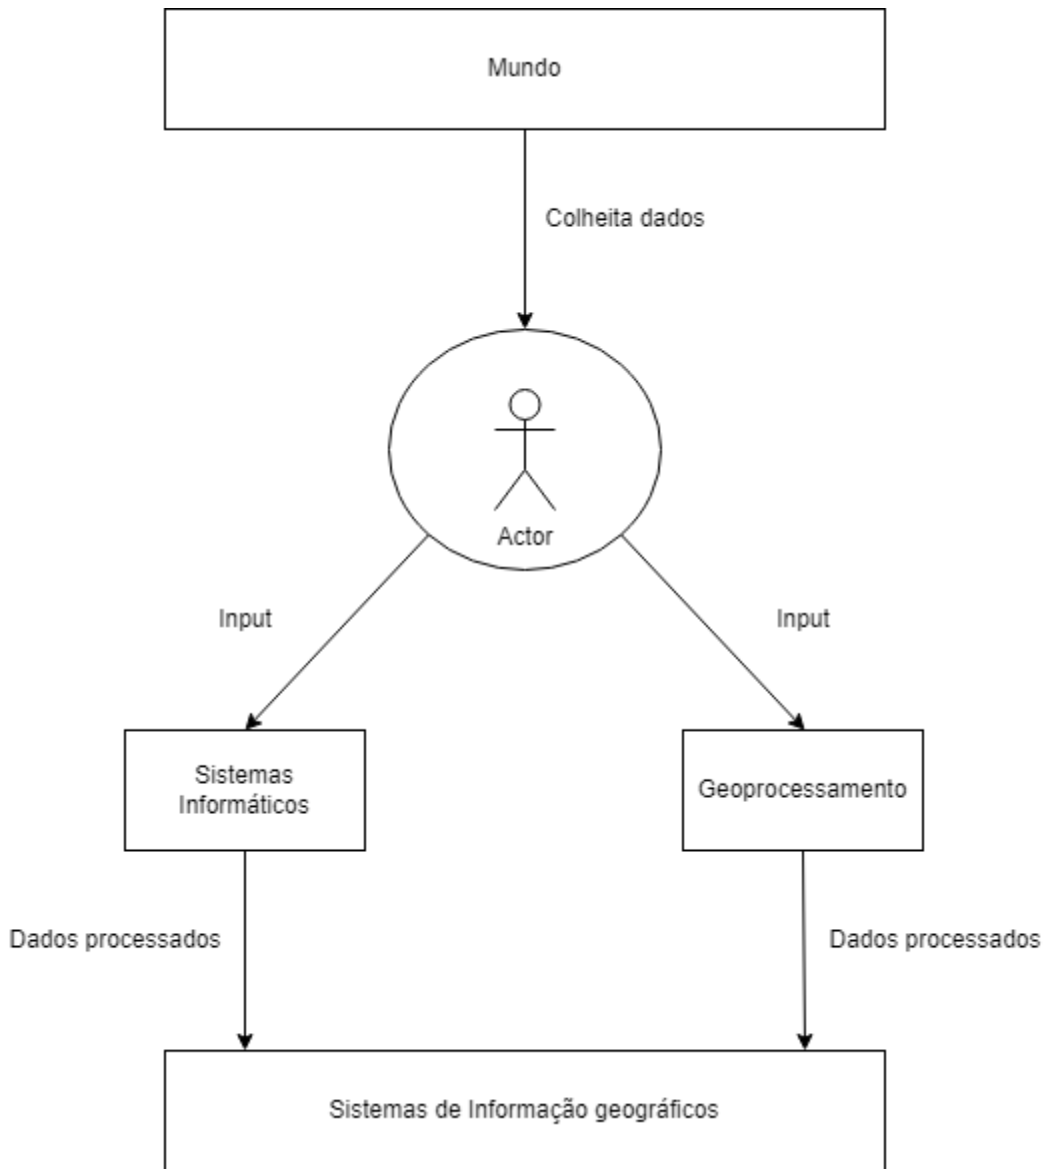 Mundo
Colheita dados
Actor
Input
Input
Sistemas
Informáticos
Geoprocessamento
Dados processados
Dados processados
Sistemas de Informação geográficos